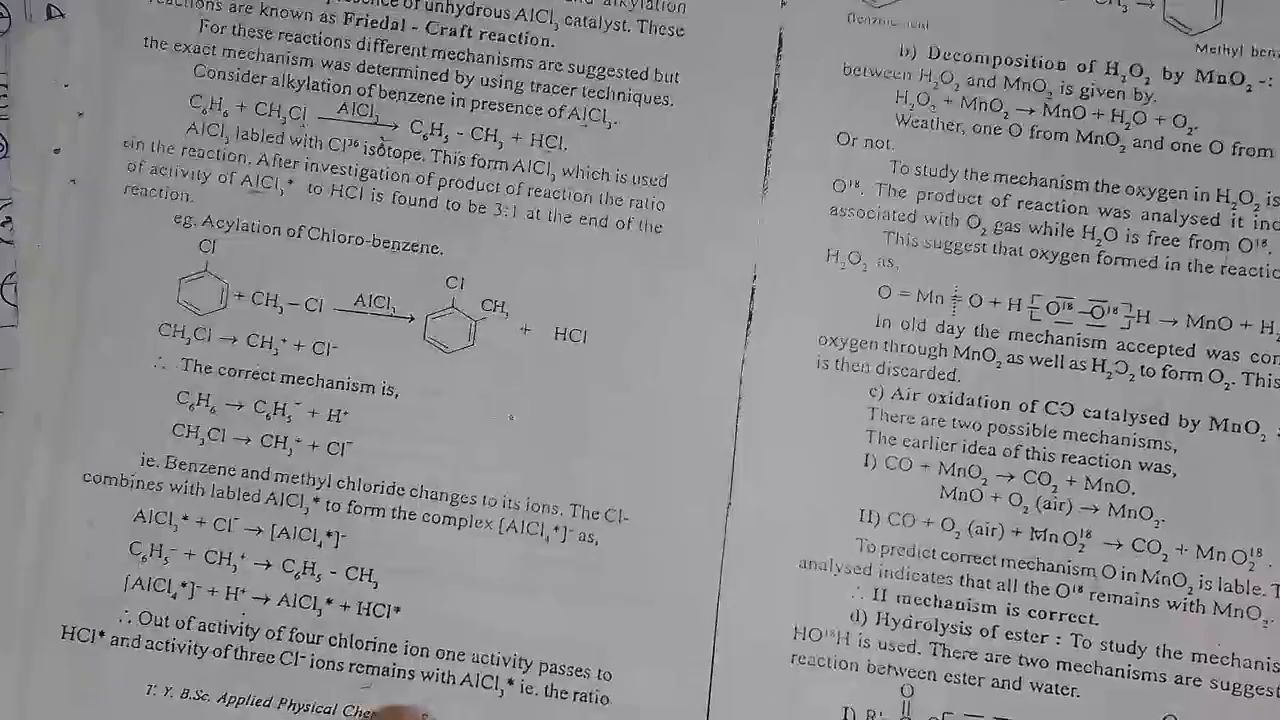 of unhydrous AlCl₃ catalyst. These
are known as Friedal - Craft reaction.
For these reactions different mechanisms are suggested but
the exact mechanism was determined by using tracer techniques.
Consider alkylation of benzene in presence of AlCl₃.
C₆H₆ + CH₃Cl AlCl₃ → C₆H₅ - CH₃ + HCl.
AlCl₃ labled with Cl³⁶ isotope. This form AlCl₃ which is used
in the reaction. After investigation of product of reaction the ratio
of activity of AlCl₃* to HCl is found to be 3:1 at the end of the
reaction.
eg. Acylation of Chloro-benzene.
Cl Cl
+ CH₃ – Cl AlCl₃ → CH₃ + HCl
CH₃Cl → CH₃⁺ + Cl⁻
∴ The correct mechanism is,
C₆H₆ → C₆H₅⁻ + H⁺
CH₃Cl → CH₃⁺ + Cl⁻
ie. Benzene and methyl chloride changes to its ions. The Cl-
combines with labled AlCl₃* to form the complex [AlCl₄*]⁻ as,
AlCl₃* + Cl⁻ → [AlCl₄*]⁻
C₆H₅⁻ + CH₃⁺ → C₆H₅ - CH₃
[AlCl₄*]⁻ + H⁺ → AlCl₃* + HCl*
∴ Out of activity of four chlorine ion one activity passes to
HCl* and activity of three Cl⁻ ions remains with AlCl₃* ie. the ratio
T. Y. B.Sc. Applied Physical
Methyl
b) Decomposition of H₂O₂ by MnO₂ -:
between H₂O₂ and MnO₂ is given by.
H₂O₂ + MnO₂ → MnO + H₂O + O₂.
Weather, one O from MnO₂ and one O from
Or not.
To study the mechanism the oxygen in H₂O₂ is
O¹⁸. The product of reaction was analysed it
associated with O₂ gas while H₂O is free from O¹⁸.
This suggest that oxygen formed in the
H₂O₂ as,
O = Mn = O + H [ O¹⁸ – O¹⁸ ] H → MnO +
In old day the mechanism accepted was
oxygen through MnO₂ as well as H₂O₂ to form O₂. This
is then discarded.
c) Air oxidation of CO catalysed by MnO₂
There are two possible mechanisms,
The earlier idea of this reaction was,
I) CO + MnO₂ → CO₂ + MnO.
MnO + O₂ (air) → MnO₂.
II) CO + O₂ (air) + MnO₂¹⁸ → CO₂ + MnO₂¹⁸.
To predict correct mechanism O in MnO₂ is lable.
analysed indicates that all the O¹⁸ remains with MnO₂.
∴ II mechanism is correct.
d) Hydrolysis of ester : To study the
HO¹⁸H is used. There are two mechanisms are
reaction between ester and water.
O
I) R'